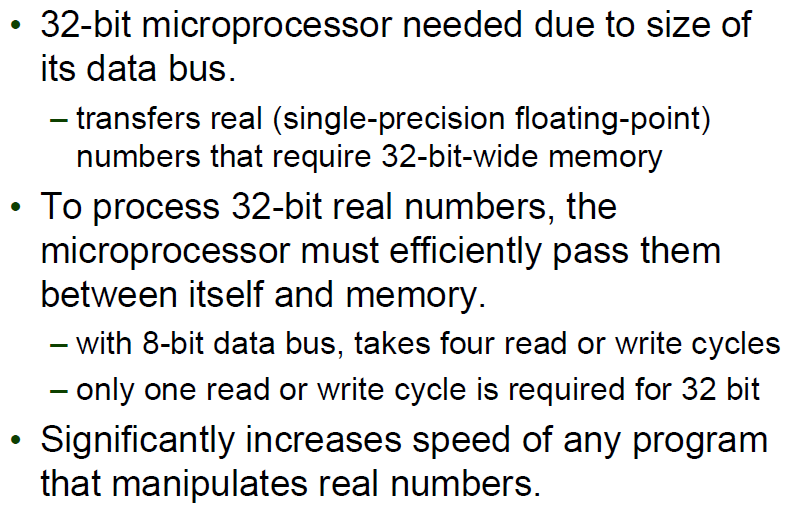 • 32-bit microprocessor needed due to size of
its data bus.
– transfers real (single-precision floating-point)
numbers that require 32-bit-wide memory
• To process 32-bit real numbers, the
microprocessor must efficiently pass them
between itself and memory.
– with 8-bit data bus, takes four read or write cycles
– only one read or write cycle is required for 32 bit
• Significantly increases speed of any program
that manipulates real numbers.